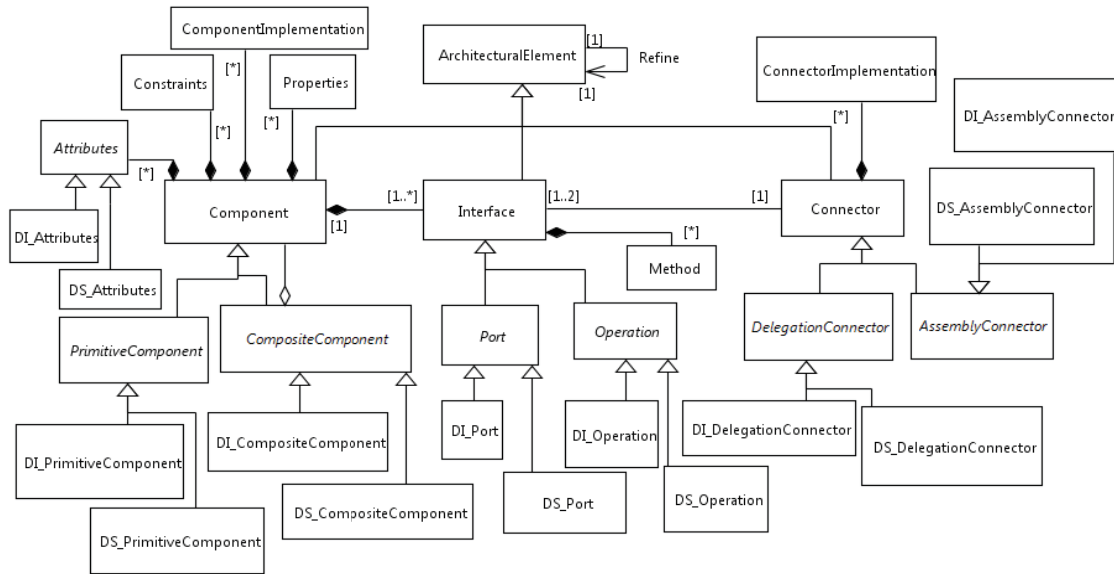 ComponentImplementation
[*]
Constraints
[*]
Properties
[*]
Attributes
[*]
DI_Attributes
DS_Attributes
ArchitecturalElement
[1]
Refine
[1]
ConnectorImplementation
[*]
DI_AssemblyConnector
DS_AssemblyConnector
Component
[1]
[1..*]
Interface
[1..2]
[1]
Connector
[*]
Method
PrimitiveComponent
CompositeComponent
Port
Operation
DelegationConnector
AssemblyConnector
DI_PrimitiveComponent
DS_PrimitiveComponent
DI_CompositeComponent
DS_CompositeComponent
DI_Port
DS_Port
DI_Operation
DS_Operation
DI_DelegationConnector
DS_DelegationConnector